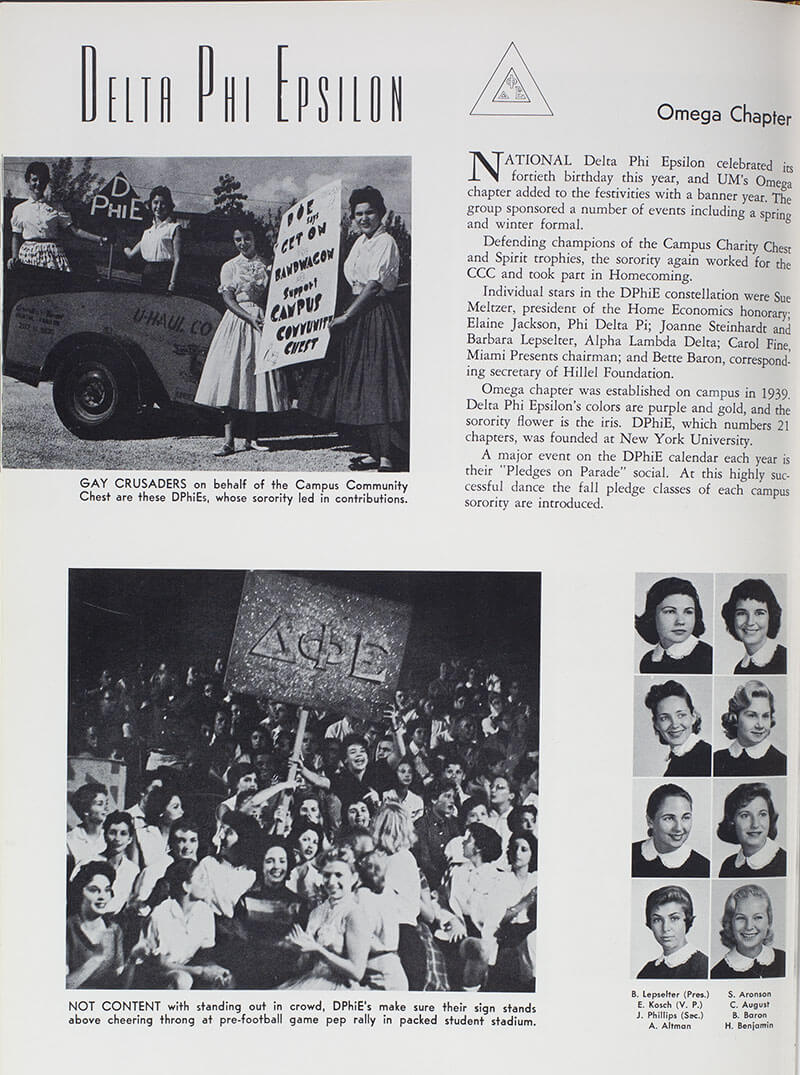 DELTA PHI EPSILON
ΔΦΕ
Omega Chapter
D
PHIE
DOE
says
GET ON
BANDWAGON
Support
CAMPUS
COMMUNITY
CHEST
U-HAUL CO
GAY CRUSADERS on behalf of the Campus Community
Chest are these DPhiEs, whose sorority led in contributions.
NATIONAL Delta Phi Epsilon celebrated its
fortieth birthday this year, and UM's Omega
chapter added to the festivities with a banner year. The
group sponsored a number of events including a spring
and winter formal.
Defending champions of the Campus Charity Chest
and Spirit trophies, the sorority again worked for the
CCC and took part in Homecoming.
Individual stars in the DPhiE constellation were Sue
Meltzer, president of the Home Economics honorary;
Elaine Jackson, Phi Delta Pi; Joanne Steinhardt and
Barbara Lepselter, Alpha Lambda Delta; Carol Fine,
Miami Presents chairman; and Bette Baron, correspond-
ing secretary of Hillel Foundation.
Omega chapter was established on campus in 1939.
Delta Phi Epsilon's colors are purple and gold, and the
sorority flower is the iris. DPhiE, which numbers 21
chapters, was founded at New York University.
A major event on the DPhiE calendar each year is
their "Pledges on Parade" social. At this highly suc-
cessful dance the fall pledge classes of each campus
sorority are introduced.
ΔΦΕ
NOT CONTENT with standing out in crowd, DPhiE's make sure their sign stands
above cheering throng at pre-football game pep rally in packed student stadium.
B. Lepselter (Pres.)
E. Kosch (V. P.)
J. Phillips (Sec.)
A. Altman
S. Aronson
C. August
B. Baron
H. Benjamin